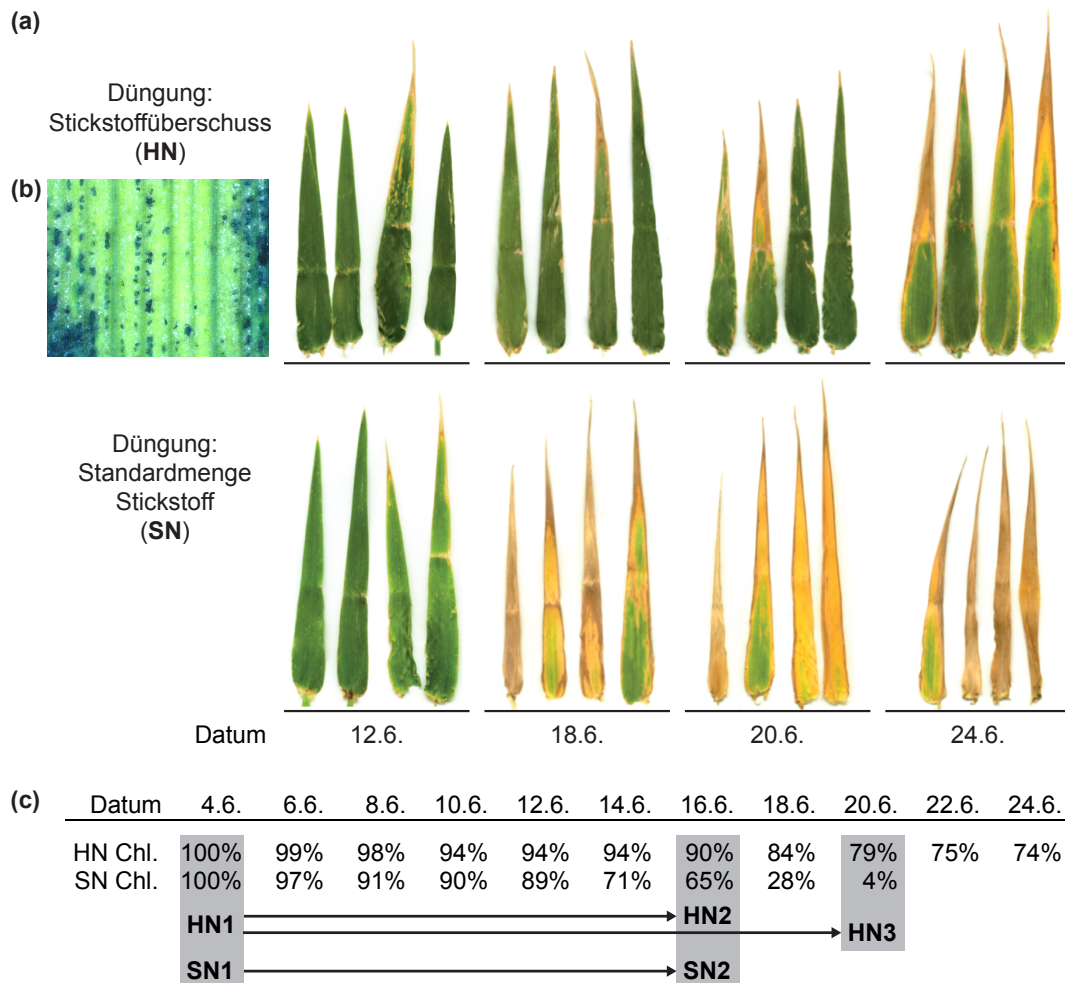 (a)
Düngung:
Stickstoffüberschuss
(HN)
(b)
Düngung:
Standardmenge
Stickstoff
(SN)
Datum 12.6. 18.6. 20.6. 24.6.
(c)
Datum 4.6. 6.6. 8.6. 10.6. 12.6. 14.6. 16.6. 18.6. 20.6. 22.6. 24.6.
HN Chl. 100% 99% 98% 94% 94% 94% 90% 84% 79% 75% 74%
SN Chl. 100% 97% 91% 90% 89% 71% 65% 28% 4%
HN1 HN2
HN3
SN1 SN2